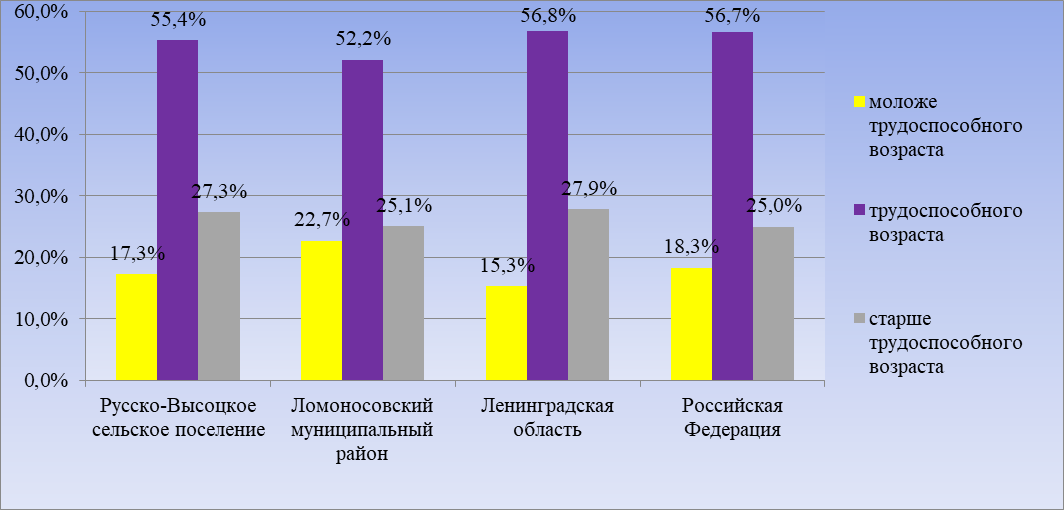 60,0%
50,0%
40,0%
30,0%
20,0%
10,0%
0,0%
17,3%
55,4%
27,3%
22,7%
52,2%
25,1%
15,3%
56,8%
27,9%
18,3%
56,7%
25,0%
Русско-Высоцкое
сельское поселение
Ломоносовский
муниципальный
район
Ленинградская
область
Российская
Федерация
моложе
трудоспособного
возраста
трудоспособного
возраста
старше
трудоспособного
возраста